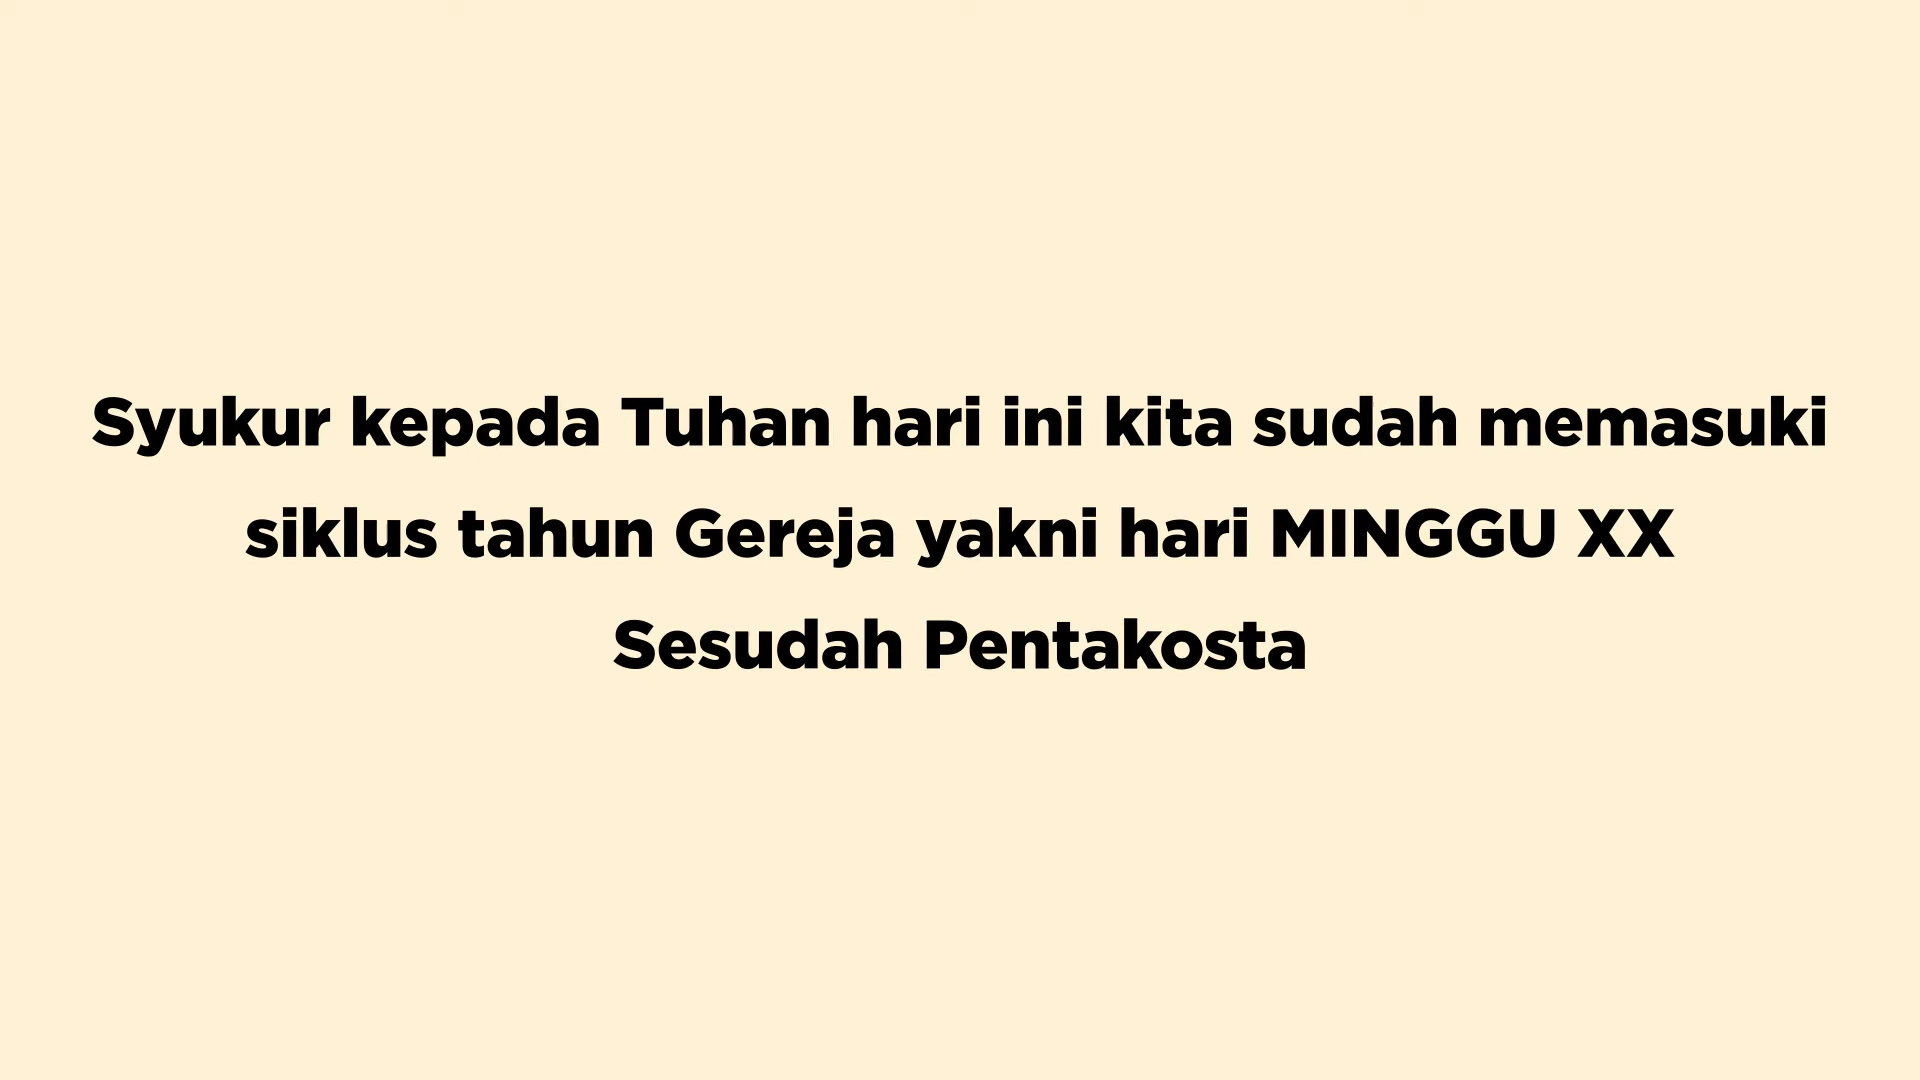 Syukur kepada Tuhan hari ini kita sudah memasuki
siklus tahun Gereja yakni hari MINGGU XX
Sesudah Pentakosta